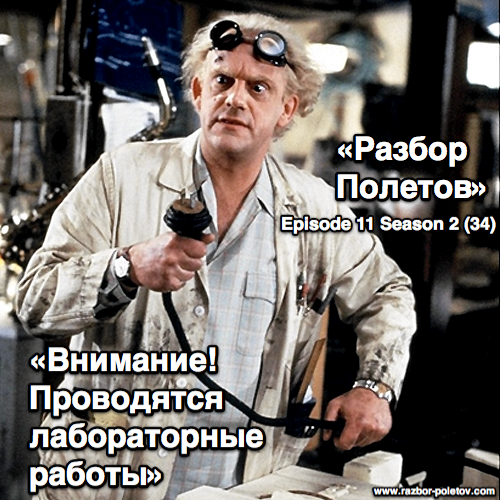 «Разбор
Полетов»
Episode 11 Season 2 (34)
«Внимание!
Проводятся
лабораторные
работы»
www.razbor-poletov.com